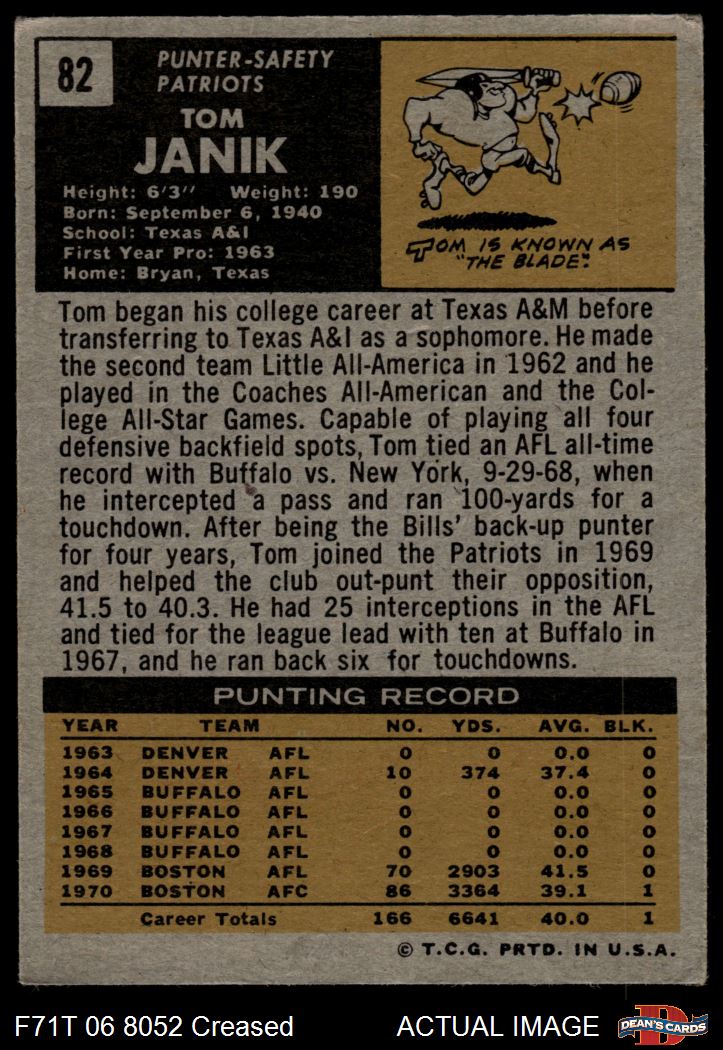 82
PUNTER-SAFETY
PATRIOTS
TOM
JANIK
Height: 6'3" Weight: 190
Born: September 6, 1940
School: Texas A&I
First Year Pro: 1963
Home: Bryan, Texas
TOM IS KNOWN AS
"THE BLADE".
Tom began his college career at Texas A&M before
transferring to Texas A&I as a sophomore. He made
the second team Little All-America in 1962 and he
played in the Coaches All-American and the Col-
lege All-Star Games. Capable of playing all four
defensive backfield spots, Tom tied an AFL all-time
record with Buffalo vs. New York, 9-29-68, when
he intercepted a pass and ran 100-yards for a
touchdown. After being the Bills' back-up punter
for four years, Tom joined the Patriots in 1969
and helped the club out-punt their opposition,
41.5 to 40.3. He had 25 interceptions in the AFL
and tied for the league lead with ten at Buffalo in
1967, and he ran back six for touchdowns.
PUNTING RECORD
YEAR TEAM NO. YDS. AVG. BLK.
1963 DENVER AFL 0 0 0.0 0
1964 DENVER AFL 10 374 37.4 0
1965 BUFFALO AFL 0 0 0.0 0
1966 BUFFALO AFL 0 0 0.0 0
1967 BUFFALO AFL 0 0 0.0 0
1968 BUFFALO AFL 0 0 0.0 0
1969 BOSTON AFL 70 2903 41.5 0
1970 BOSTON AFC 86 3364 39.1 1
Career Totals 166 6641 40.0 1
© T.C.G. PRTD. IN U.S.A.
F71T 06 8052 Creased ACTUAL IMAGE
D
DEAN'S CARDS